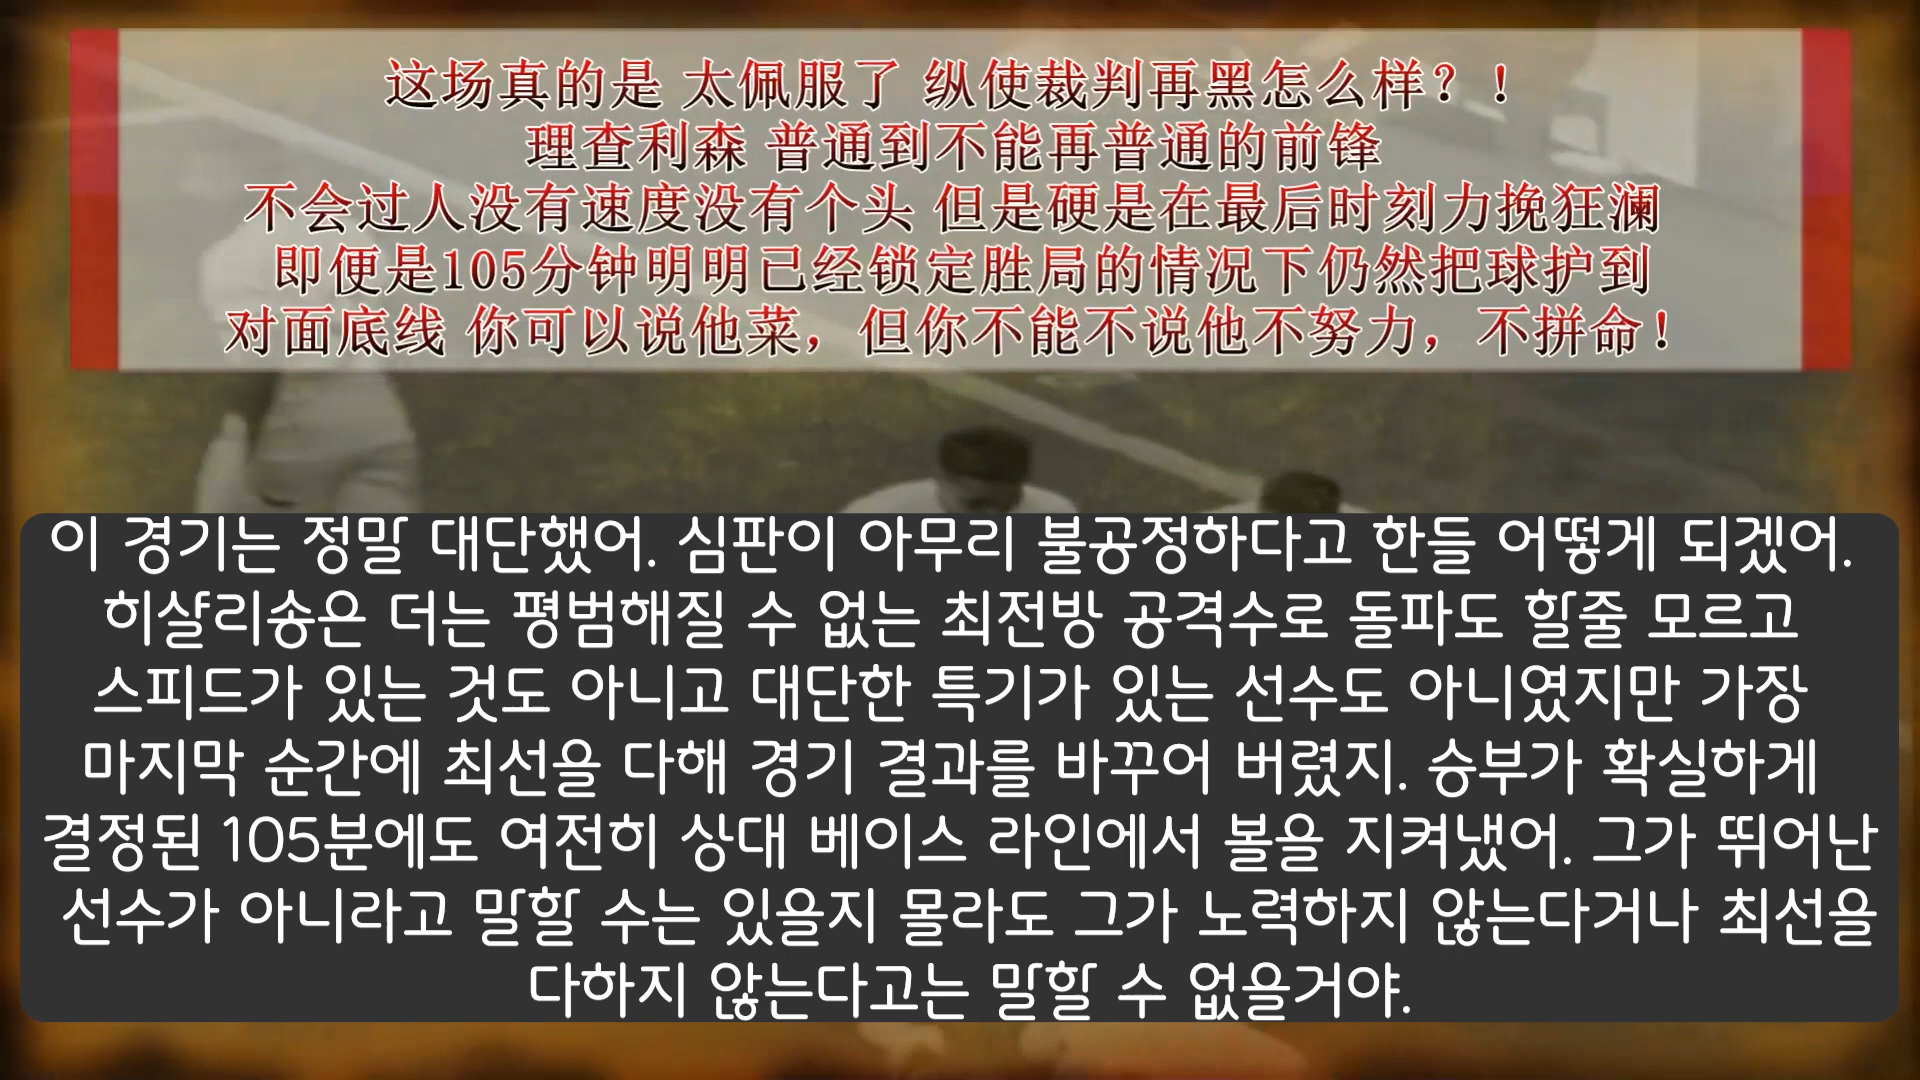 这场真的是 太佩服了 纵使裁判再黑怎么样？！
理查利森 普通到不能再普通的前锋
不会过人没有速度没有个头 但是硬是在最后时刻力挽狂澜
即便是105分钟明明已经锁定胜局的情况下仍然把球护到
对面底线 你可以说他菜，但你不能不说他不努力，不拼命！
이 경기는 정말 대단했어. 심판이 아무리 불공정하다고 한들 어떻게 되겠어.
히샬리송은 더는 평범해질 수 없는 최전방 공격수로 돌파도 할줄 모르고
스피드가 있는 것도 아니고 대단한 특기가 있는 선수도 아니였지만 가장
마지막 순간에 최선을 다해 경기 결과를 바꾸어 버렸지. 승부가 확실하게
결정된 105분에도 여전히 상대 베이스 라인에서 볼을 지켜냈어. 그가 뛰어난
선수가 아니라고 말할 수는 있을지 몰라도 그가 노력하지 않는다거나 최선을
다하지 않는다고는 말할 수 없을거야.